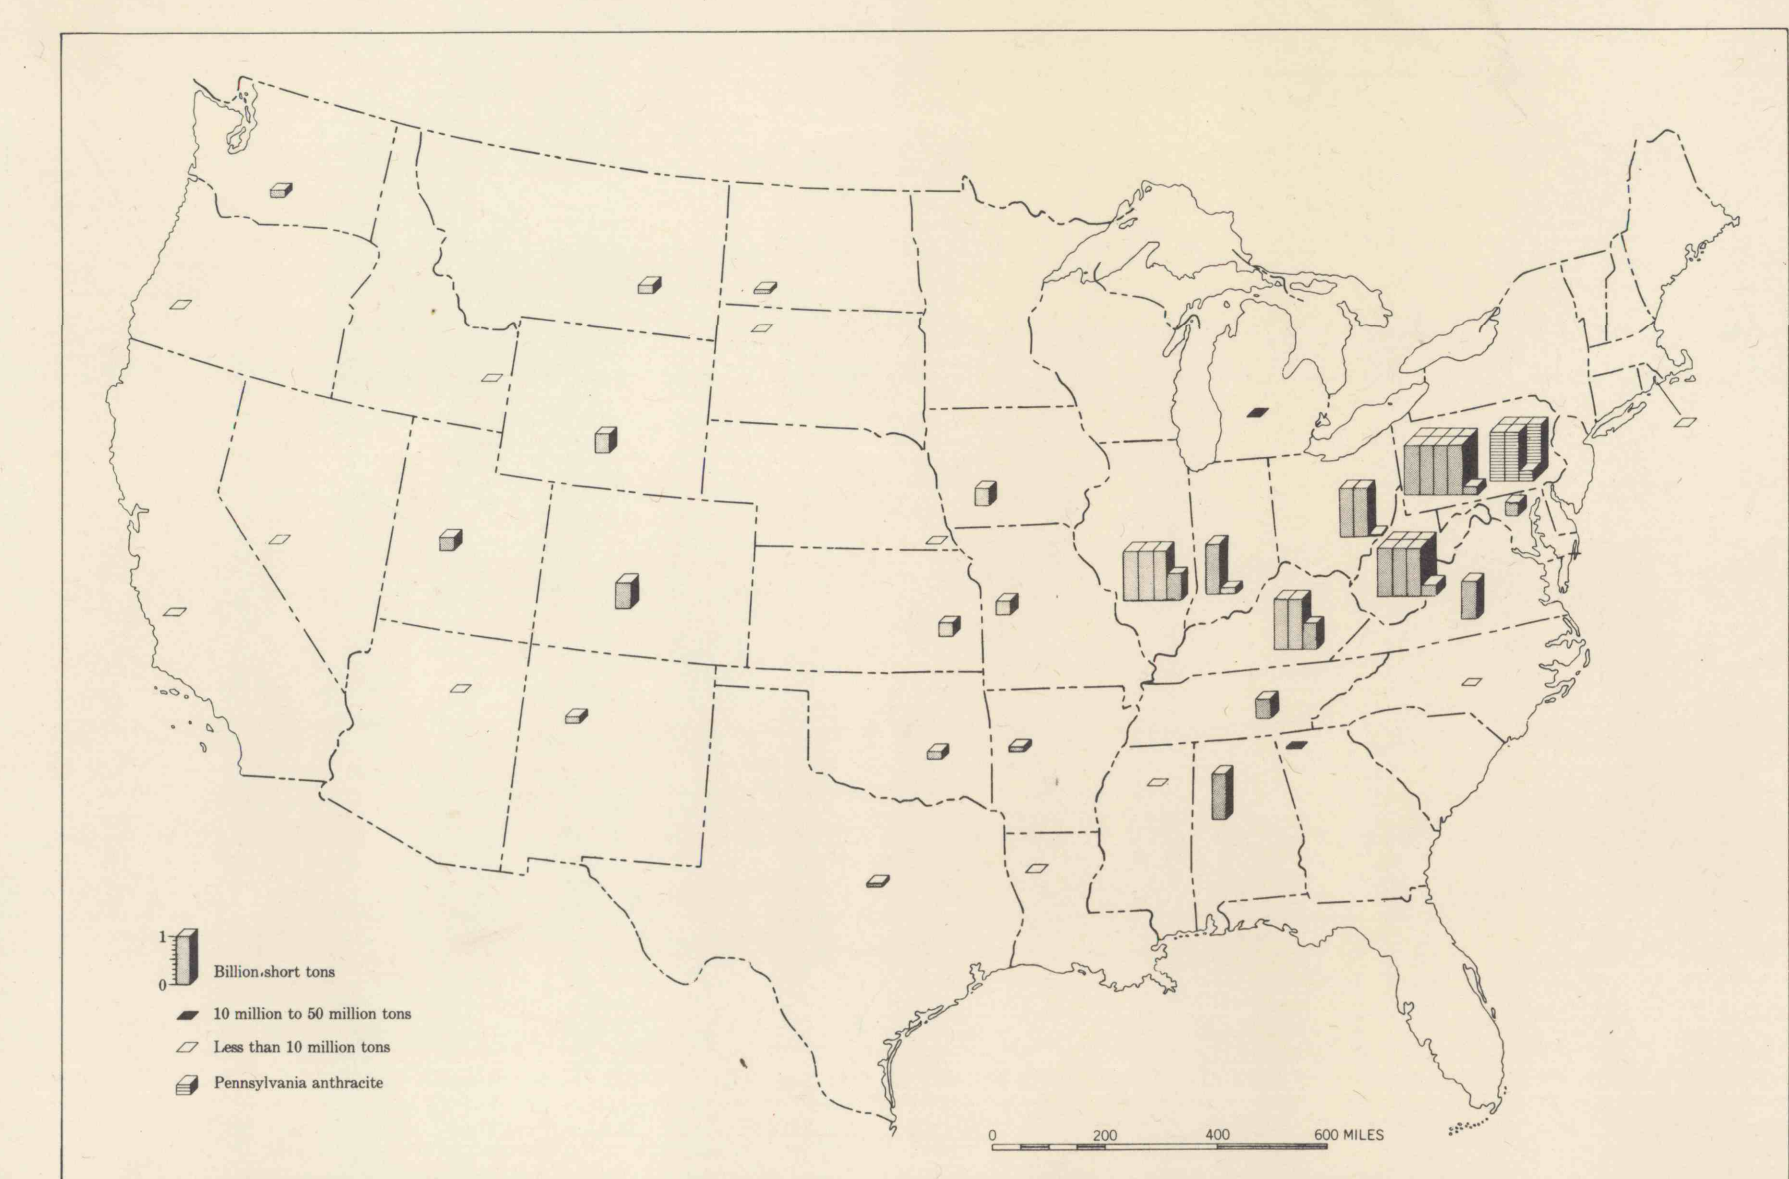 1
0
Billion short tons
10 million to 50 million tons
Less than 10 million tons
Pennsylvania anthracite
0 200 400 600 MILES